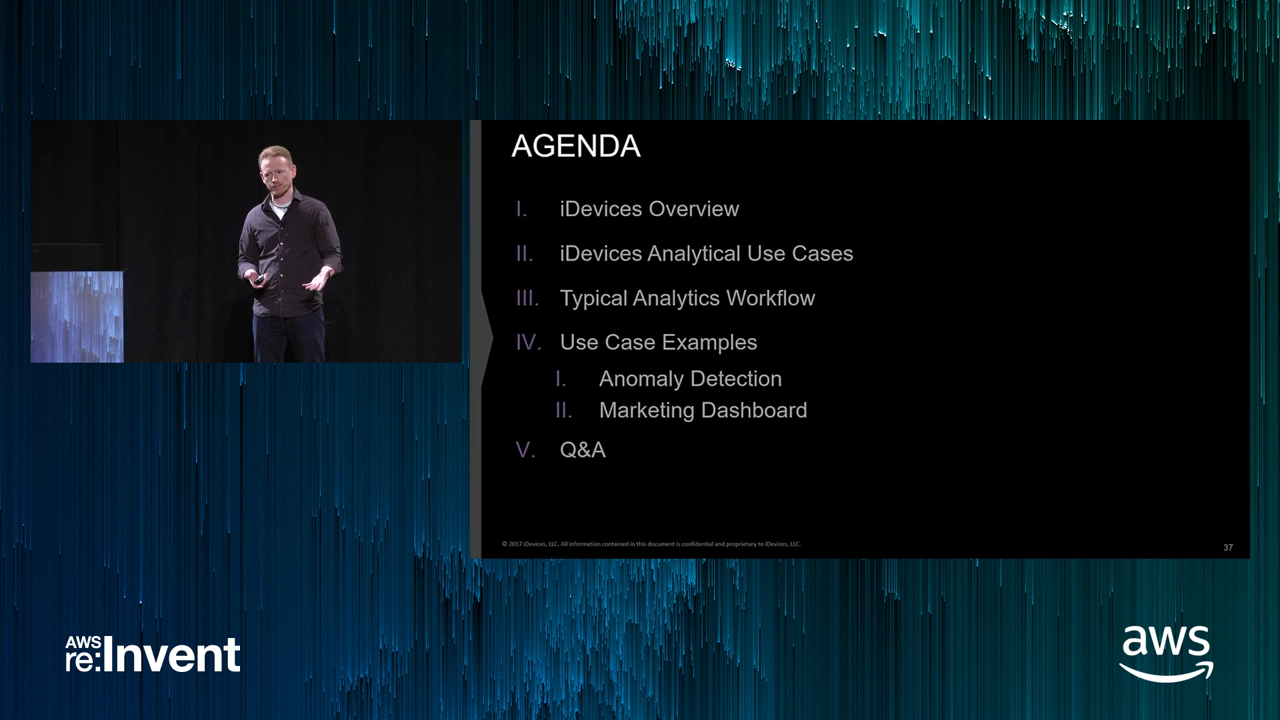 AGENDA
I. iDevices Overview
II. iDevices Analytical Use Cases
III. Typical Analytics Workflow
IV. Use Case Examples
I. Anomaly Detection
II. Marketing Dashboard
V. Q&A
© 2017 iDevices, LLC. All information contained in this document is confidential and proprietary to iDevices, LLC.
37
AWS
re:Invent
aws